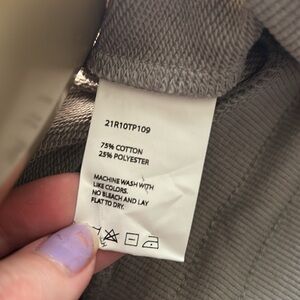 21R10TP109
75% COTTON
25% POLYESTER
MACHINE WASH WITH
LIKE COLORS.
NO BLEACH AND LAY
FLAT TO DRY.